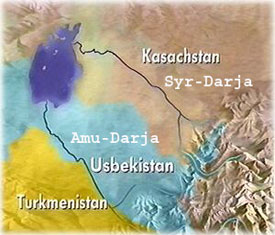 Kasachstan
Syr-Darja
Amu-Darja
Usbekistan
Turkmenistan